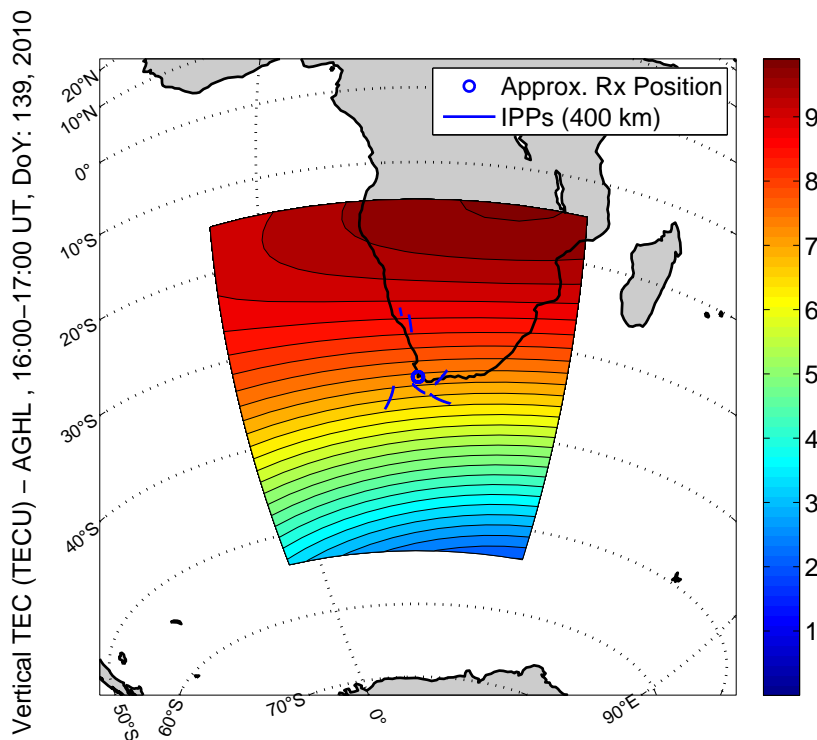 Vertical TEC (TECU) – AGHL , 16:00–17:00 UT, DoY: 139, 2010
Approx. Rx Position
IPPs (400 km)
20°N
10°N
0°
10°S
20°S
30°S
40°S
50°S
60°S
70°S
0°
90°E
9
8
7
6
5
4
3
2
1